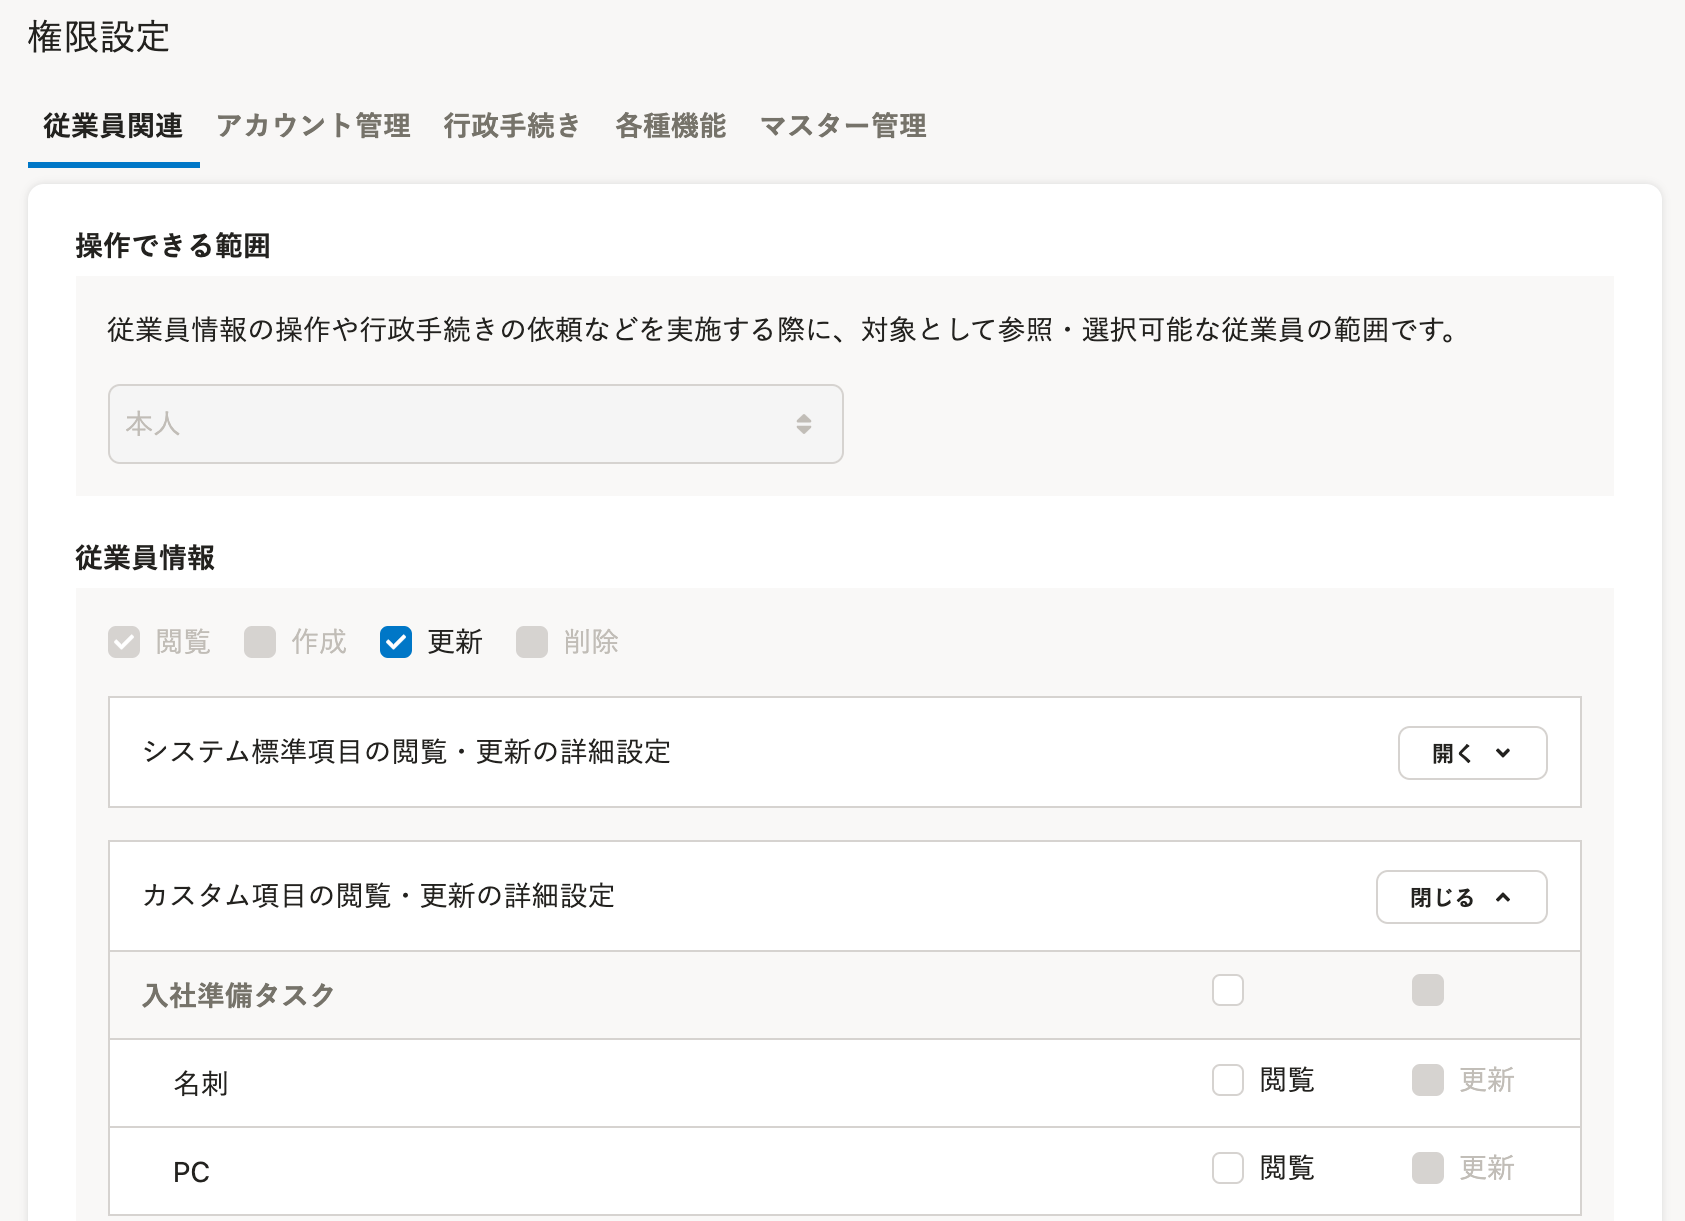 権限設定
従業員関連 アカウント管理 行政手続き 各種機能 マスター管理
操作できる範囲
従業員情報の操作や行政手続きの依頼などを実施する際に、対象として参照・選択可能な従業員の範囲です。
本人
従業員情報
閲覧 作成 更新 削除
システム標準項目の閲覧・更新の詳細設定 開く
カスタム項目の閲覧・更新の詳細設定 閉じる
入社準備タスク
名刺 閲覧 更新
PC 閲覧 更新